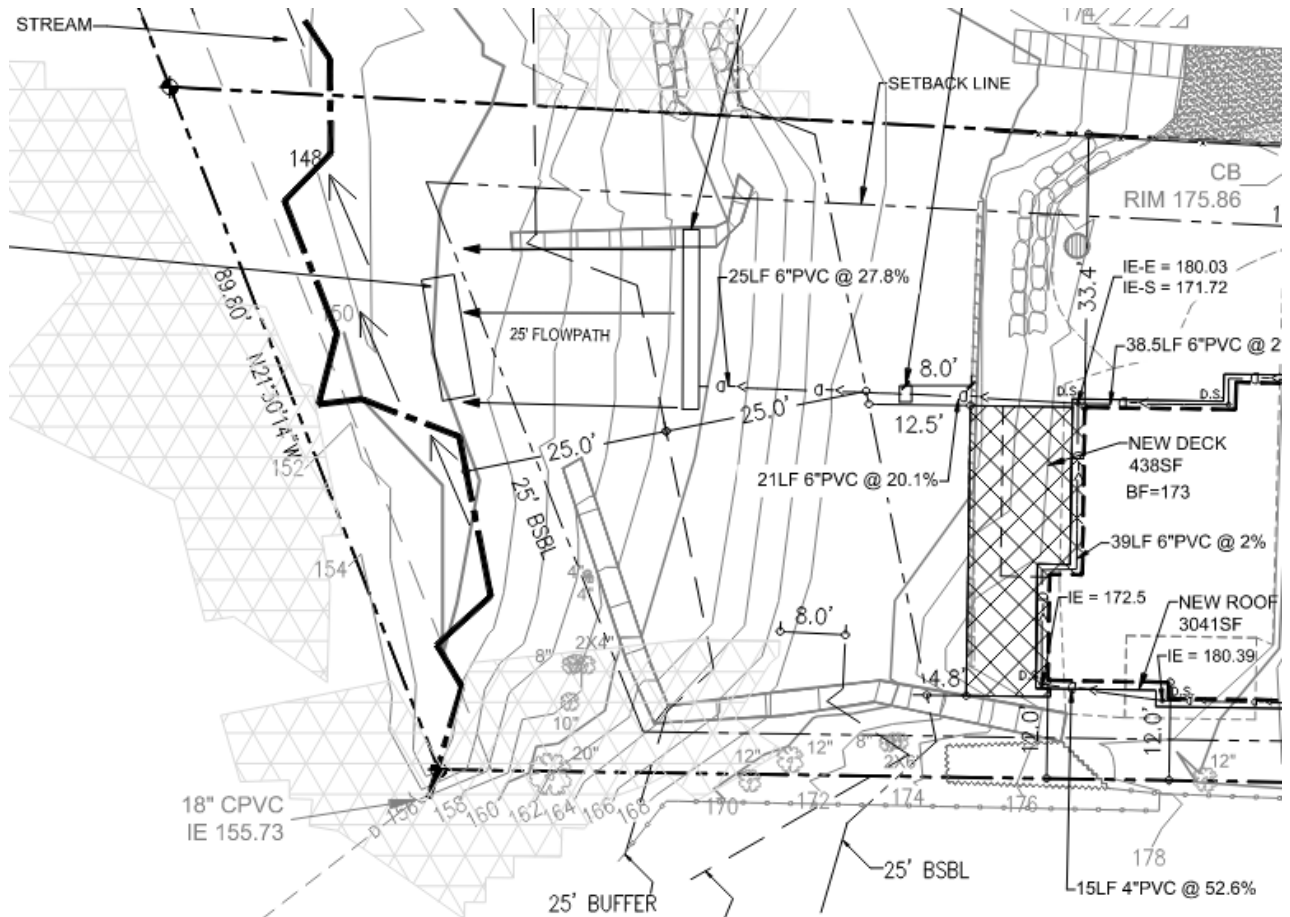 STREAM
174
SETBACK LINE
148
CB
RIM 175.86
1
89.80'
N21°30'14"W
150
25' FLOWPATH
25LF 6"PVC @ 27.8%
33.4'
IE-E = 180.03
IE-S = 171.72
38.5LF 6"PVC @ 2
8.0'
D.S.
D.S.
25.0'
12.5'
25.0'
NEW DECK
438SF
BF=173
152
25' BSBL
21LF 6"PVC @ 20.1%
39LF 6"PVC @ 2%
154
4"
4"
IE = 172.5
NEW ROOF
3041SF
8.0'
2X4"
8"
IE = 180.39
D.S.
D.S.
4.8'
10"
12.0'
12.0'
20"
12"
12"
8"
2X6"
12"
18" CPVC
IE 155.73
D
156
158
160
162
164
166
168
170
172
174
176
178
25' BSBL
25' BUFFER
15LF 4"PVC @ 52.6%